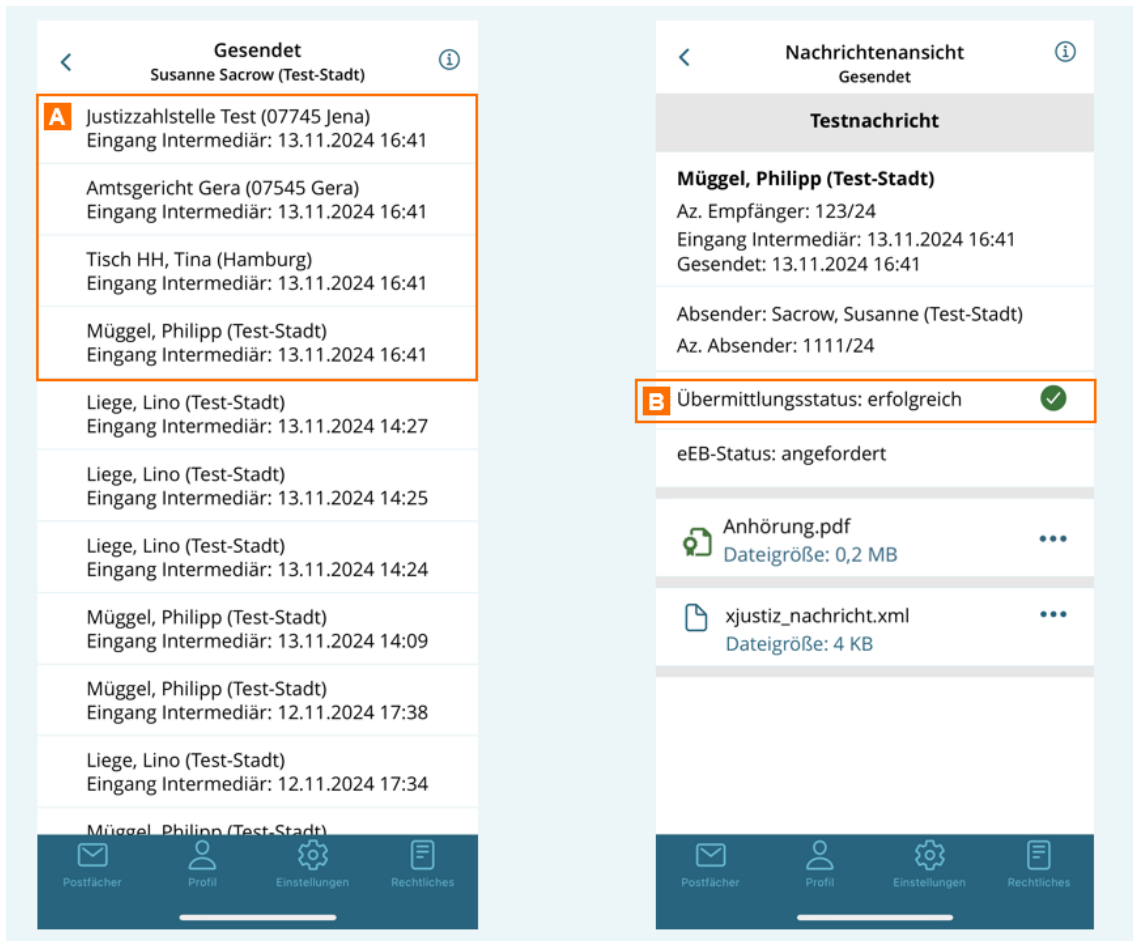 Gesendet
Susanne Sacrow (Test-Stadt)
A
Justizzahlstelle Test (07745 Jena)
Eingang Intermediär: 13.11.2024 16:41
Amtsgericht Gera (07545 Gera)
Eingang Intermediär: 13.11.2024 16:41
Tisch HH, Tina (Hamburg)
Eingang Intermediär: 13.11.2024 16:41
Müggel, Philipp (Test-Stadt)
Eingang Intermediär: 13.11.2024 16:41
Liege, Lino (Test-Stadt)
Eingang Intermediär: 13.11.2024 14:27
Liege, Lino (Test-Stadt)
Eingang Intermediär: 13.11.2024 14:25
Liege, Lino (Test-Stadt)
Eingang Intermediär: 13.11.2024 14:24
Müggel, Philipp (Test-Stadt)
Eingang Intermediär: 13.11.2024 14:09
Müggel, Philipp (Test-Stadt)
Eingang Intermediär: 12.11.2024 17:38
Liege, Lino (Test-Stadt)
Eingang Intermediär: 12.11.2024 17:34
Müggel, Philipp (Test-Stadt)
Postfächer Profil Einstellungen Rechtliches
Nachrichtenansicht
Gesendet
Testnachricht
Müggel, Philipp (Test-Stadt)
Az. Empfänger: 123/24
Eingang Intermediär: 13.11.2024 16:41
Gesendet: 13.11.2024 16:41
Absender: Sacrow, Susanne (Test-Stadt)
Az. Absender: 1111/24
B
Übermittlungsstatus: erfolgreich
eEB-Status: angefordert
Anhörung.pdf
Dateigröße: 0,2 MB
xjustiz_nachricht.xml
Dateigröße: 4 KB
Postfächer Profil Einstellungen Rechtliches